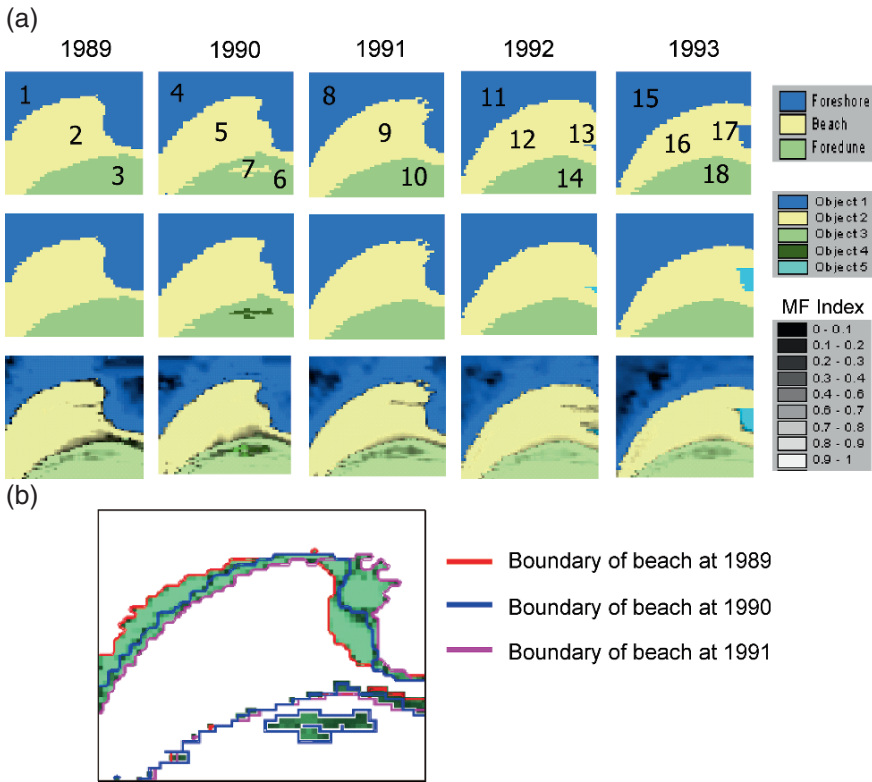 (a)
1989 1990 1991 1992 1993
1 4 8 11 15
2 5 9 12 13 16 17
3 7 6 10 14 18
Foreshore
Beach
Foredune
Object 1
Object 2
Object 3
Object 4
Object 5
MF Index
0 - 0.1
0.1 - 0.2
0.2 - 0.3
0.3 - 0.4
0.4 - 0.6
0.6 - 0.7
0.7 - 0.8
0.8 - 0.9
0.9 - 1
(b)
Boundary of beach at 1989
Boundary of beach at 1990
Boundary of beach at 1991